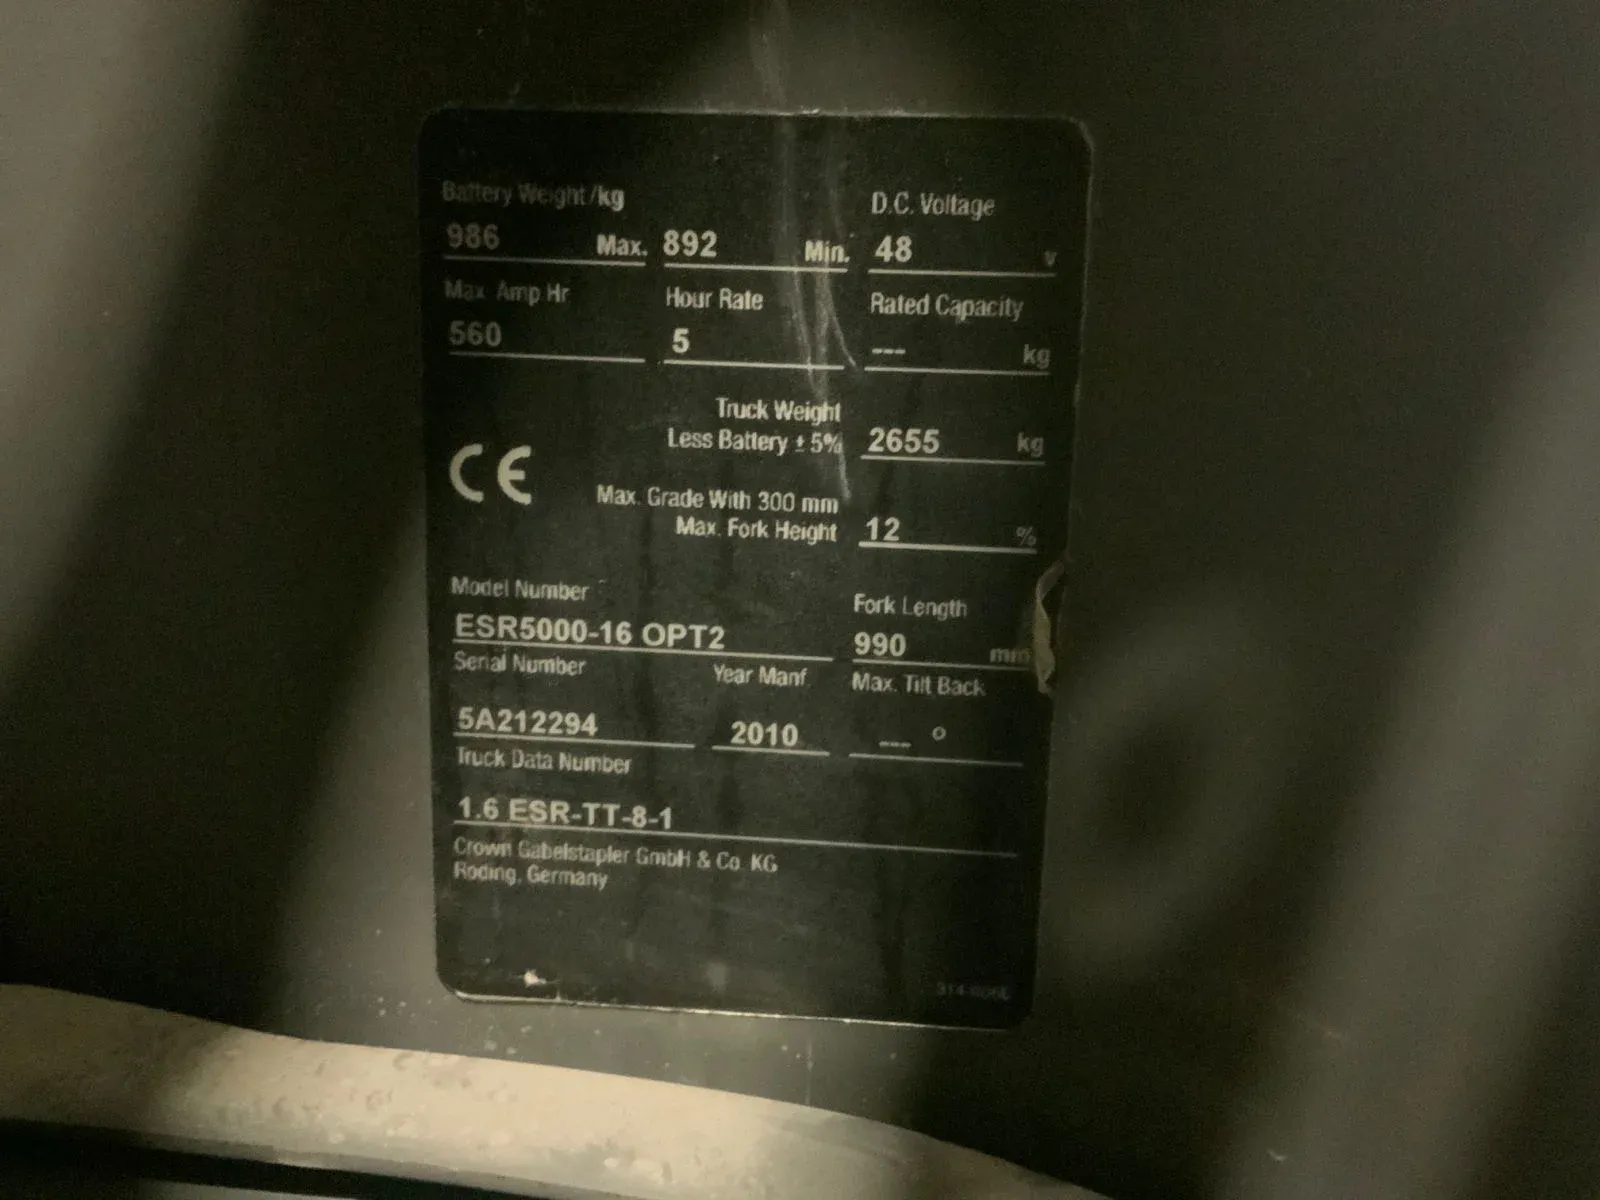 Battery Weight/kg
D.C. Voltage
986 Max. 892 Min. 48 v
Max. Amp Hr Hour Rate Rated Capacity
560 5 --- kg
Truck Weight
Less Battery ± 5% 2655 kg
CE
Max. Grade With 300 mm
Max. Fork Height 12 %
Model Number Fork Length
ESR5000-16 OPT2 990 mm
Serial Number Year Manf. Max. Tilt Back
5A212294 2010 --- °
Truck Data Number
1.6 ESR-TT-8-1
Crown Gabelstapler GmbH & Co. KG
Roding, Germany